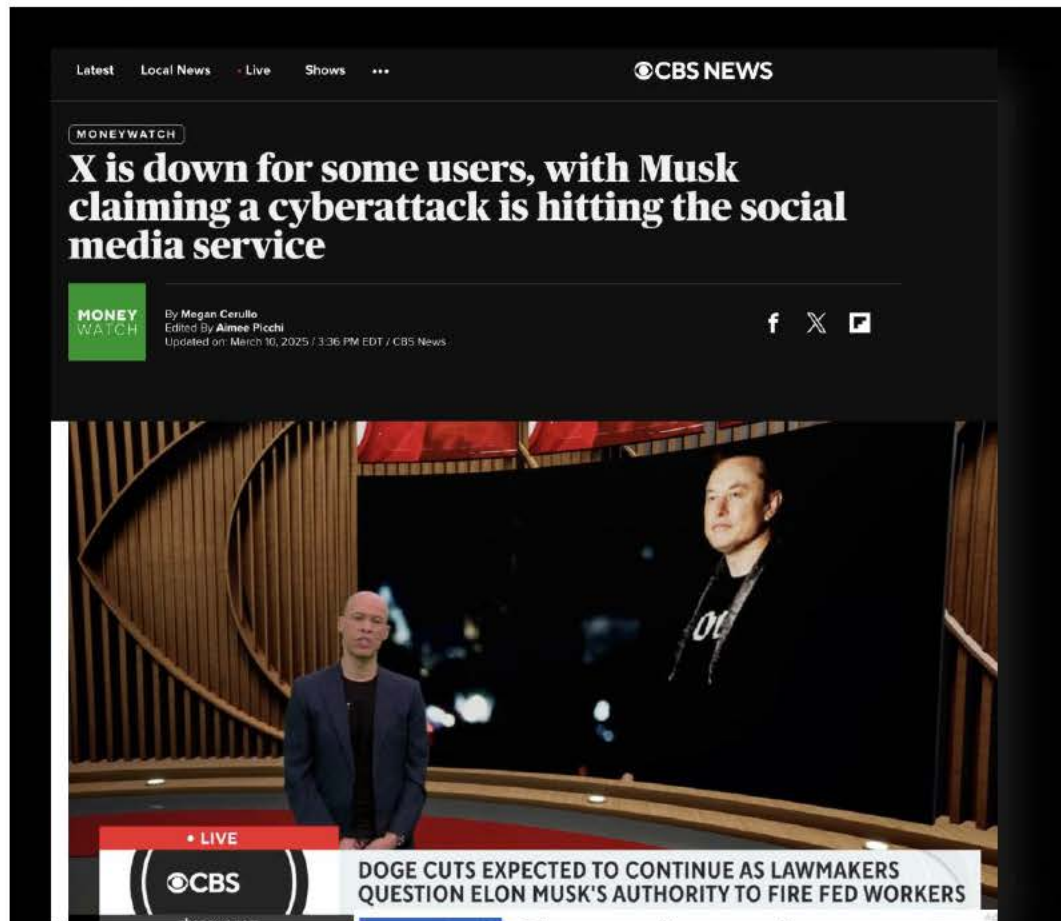 Latest Local News • Live Shows •••
CBS NEWS
MONEYWATCH
X is down for some users, with Musk
claiming a cyberattack is hitting the social
media service
MONEY
WATCH
By Megan Cerullo
Edited By Aimee Picchi
Updated on: March 10, 2025 / 3:36 PM EDT / CBS News
• LIVE
CBS
DOGE CUTS EXPECTED TO CONTINUE AS LAWMAKERS
QUESTION ELON MUSK'S AUTHORITY TO FIRE FED WORKERS